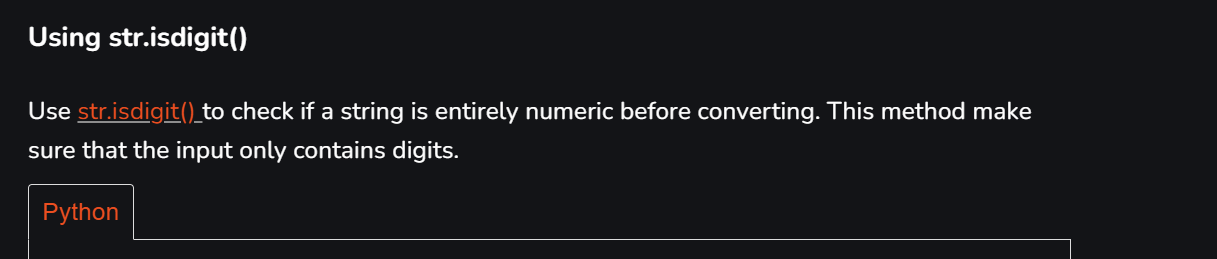 Using str.isdigit()
Use str.isdigit() to check if a string is entirely numeric before converting. This method make
sure that the input only contains digits.
Python